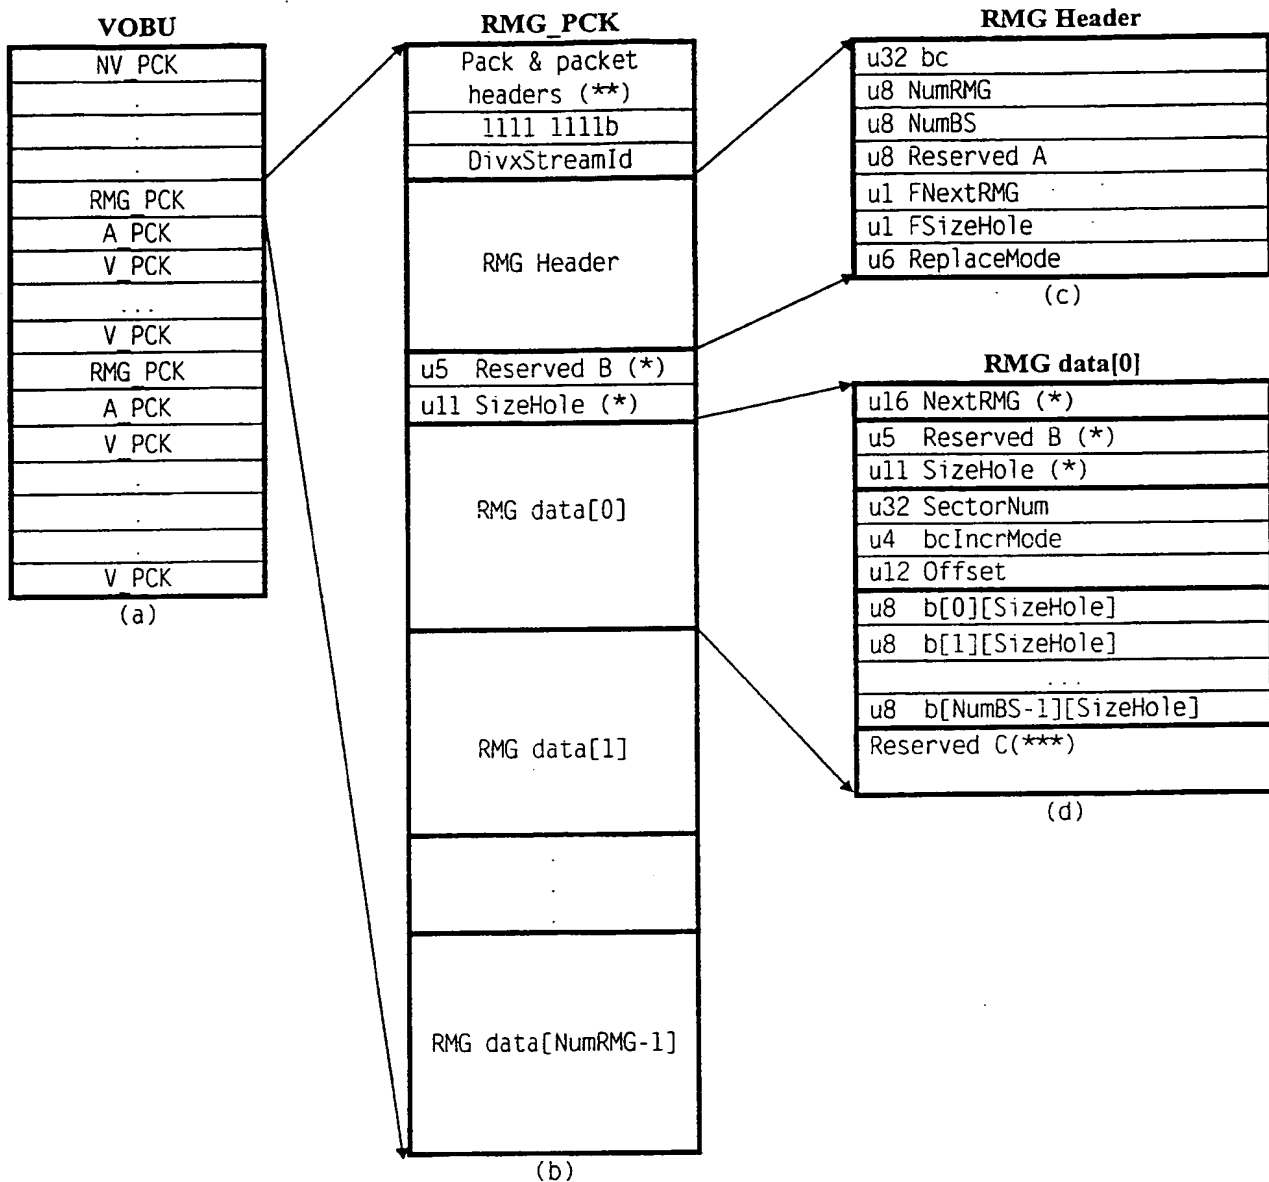 VOBU
NV_PCK
.
.
.
RMG_PCK
A_PCK
V_PCK
...
V_PCK
RMG_PCK
A_PCK
V_PCK
.
.
.
V_PCK
(a)
RMG_PCK
Pack & packet
headers (**)
1111 1111b
DivxStreamId
RMG Header
u5 Reserved B (*)
u11 SizeHole (*)
RMG data[0]
RMG data[1]
.
.
.
RMG data[NumRMG-1]
(b)
RMG Header
u32 bc
u8 NumRMG
u8 NumBS
u8 Reserved A
u1 FNextRMG
u1 FSizeHole
u6 ReplaceMode
(c)
RMG data[0]
u16 NextRMG (*)
u5 Reserved B (*)
u11 SizeHole (*)
u32 SectorNum
u4 bcIncrMode
u12 Offset
u8 b[0][SizeHole]
u8 b[1][SizeHole]
...
u8 b[NumBS-1][SizeHole]
Reserved C(***)
(d)